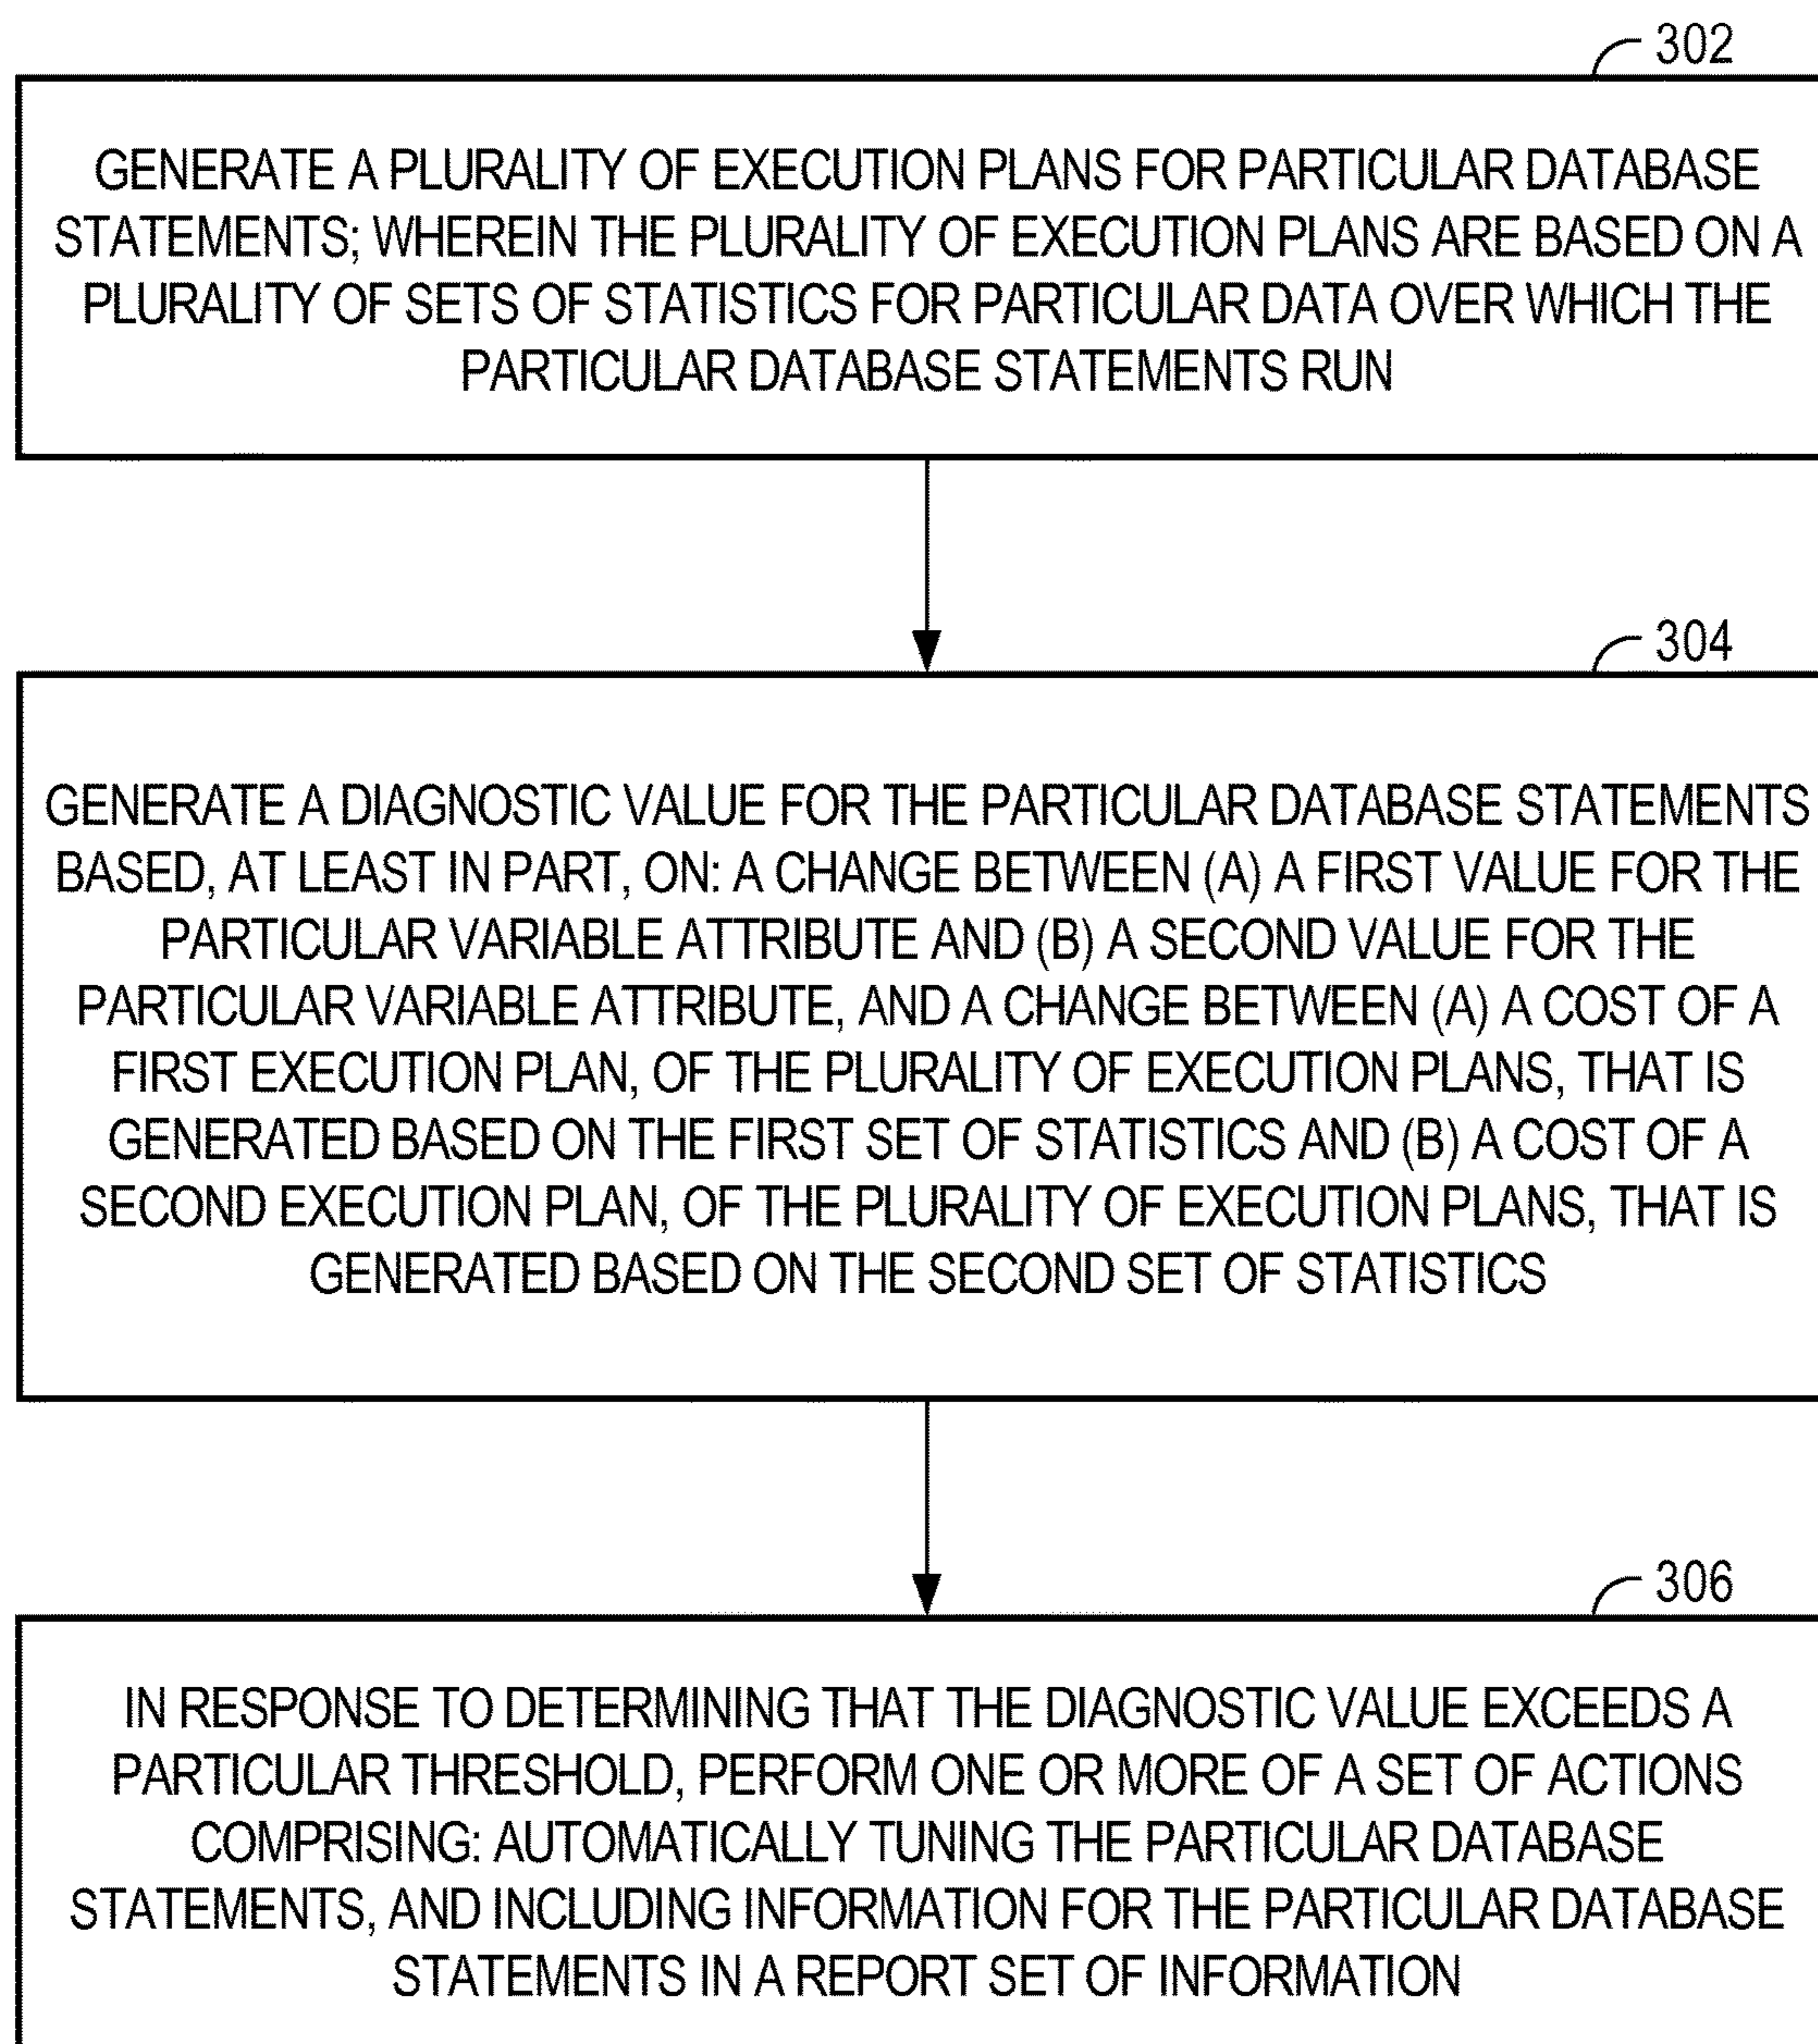 302
GENERATE A PLURALITY OF EXECUTION PLANS FOR PARTICULAR DATABASE
STATEMENTS; WHEREIN THE PLURALITY OF EXECUTION PLANS ARE BASED ON A
PLURALITY OF SETS OF STATISTICS FOR PARTICULAR DATA OVER WHICH THE
PARTICULAR DATABASE STATEMENTS RUN
304
GENERATE A DIAGNOSTIC VALUE FOR THE PARTICULAR DATABASE STATEMENTS
BASED, AT LEAST IN PART, ON: A CHANGE BETWEEN (A) A FIRST VALUE FOR THE
PARTICULAR VARIABLE ATTRIBUTE AND (B) A SECOND VALUE FOR THE
PARTICULAR VARIABLE ATTRIBUTE, AND A CHANGE BETWEEN (A) A COST OF A
FIRST EXECUTION PLAN, OF THE PLURALITY OF EXECUTION PLANS, THAT IS
GENERATED BASED ON THE FIRST SET OF STATISTICS AND (B) A COST OF A
SECOND EXECUTION PLAN, OF THE PLURALITY OF EXECUTION PLANS, THAT IS
GENERATED BASED ON THE SECOND SET OF STATISTICS
306
IN RESPONSE TO DETERMINING THAT THE DIAGNOSTIC VALUE EXCEEDS A
PARTICULAR THRESHOLD, PERFORM ONE OR MORE OF A SET OF ACTIONS
COMPRISING: AUTOMATICALLY TUNING THE PARTICULAR DATABASE
STATEMENTS, AND INCLUDING INFORMATION FOR THE PARTICULAR DATABASE
STATEMENTS IN A REPORT SET OF INFORMATION